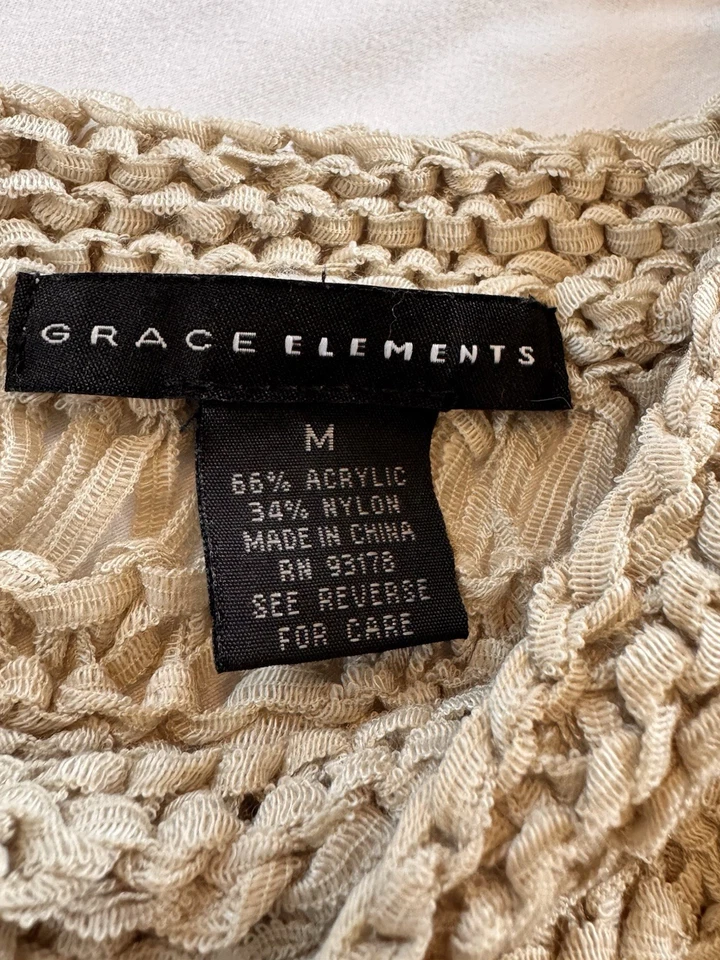 GRACE ELEMENTS
M
66% ACRYLIC
34% NYLON
MADE IN CHINA
RN 93178
SEE REVERSE
FOR CARE